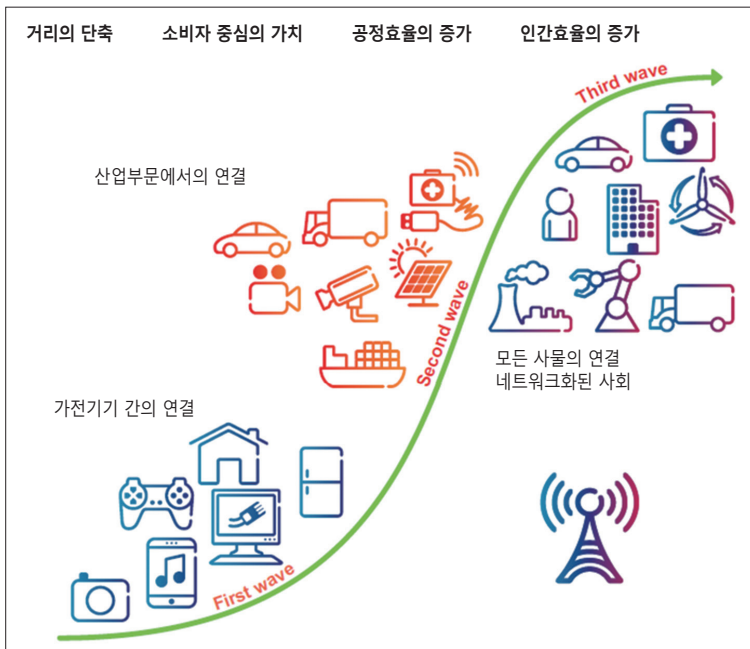 거리의 단축
소비자 중심의 가치
공정효율의 증가
인간효율의 증가
Third wave
산업부문에서의 연결
Second wave
모든 사물의 연결
네트워크화된 사회
가전기기 간의 연결
First wave